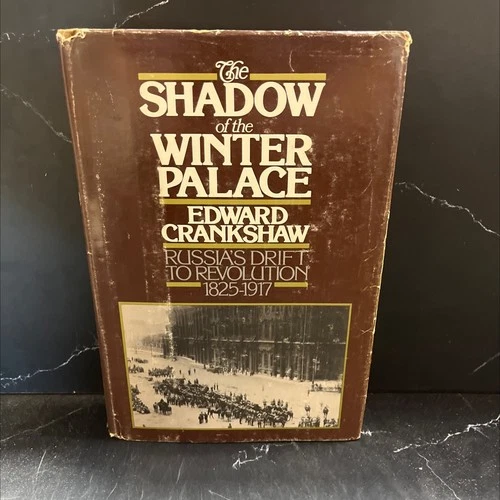 The
SHADOW
of the
WINTER
PALACE
EDWARD
CRANKSHAW
RUSSIA'S DRIFT
TO REVOLUTION
1825-1917